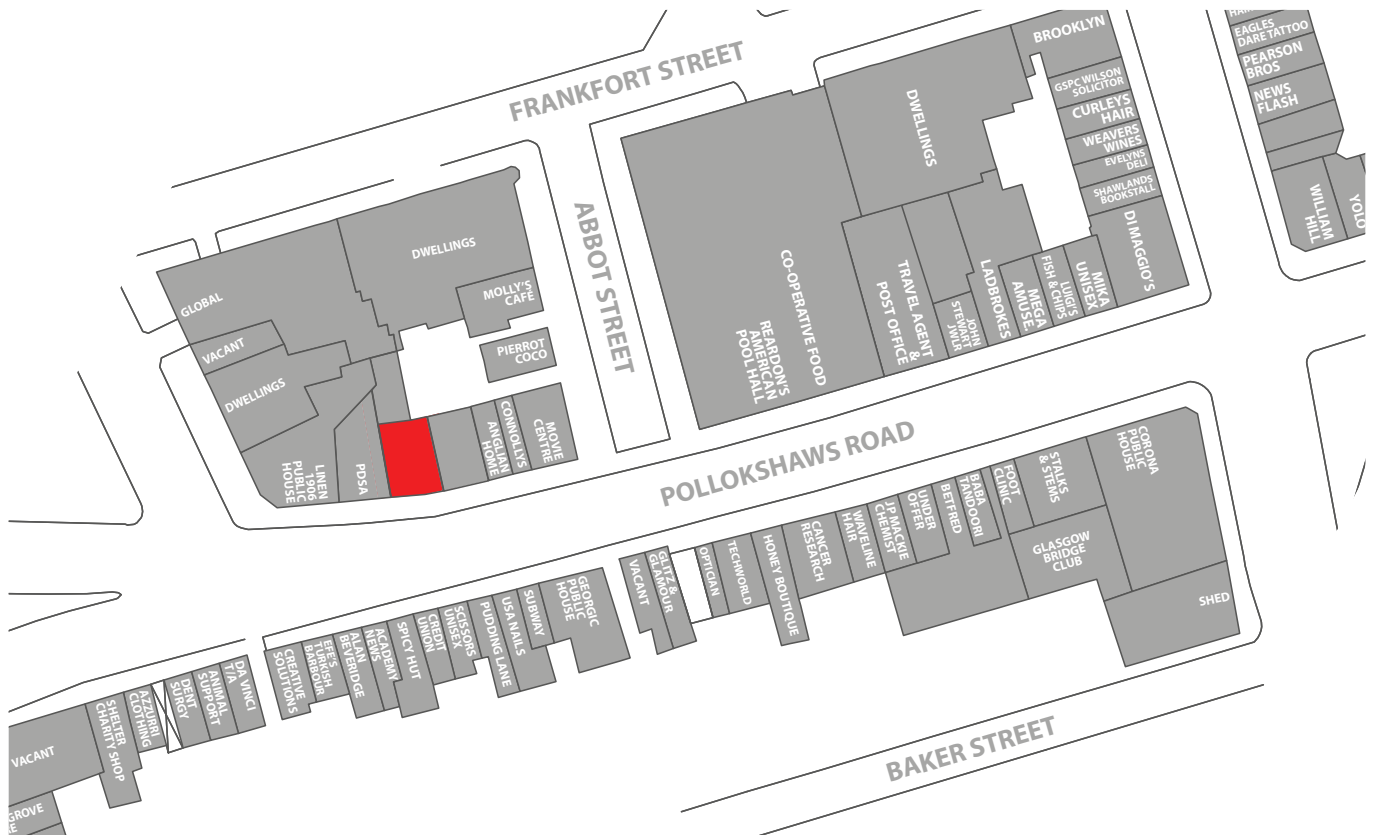 FRANKFORT STREET
ABBOT STREET
POLLOKSHAWS ROAD
BAKER STREET
GLOBAL
VACANT
DWELLINGS
DWELLINGS
MOLLY'S
CAFE
PIERROT
COCO
LINEN
1906
PUBLIC
HOUSE
PDSA
ANGLIAN
HOME
CONNOLLYS
MOVIE
CENTRE
CO-OPERATIVE FOOD
REARDON'S
AMERICAN
POOL HALL
DWELLINGS
TRAVEL AGENT
&
POST OFFICE
JOHN
STEWART
JWLR
LADBROKES
MEGA
AMUSE.
LUIGI'S
FISH & CHIPS
MIKA
UNISEX
DI MAGGIO'S
BROOKLYN
GSPC WILSON
SOLICITOR
CURLEYS
HAIR
WEAVERS
WINES
EVELYNS
DELI
SHAWLANDS
BOOKSTALL
EAGLES
DARE TATTOO
PEARSON
BROS
NEWS
FLASH
WILLIAM
HILL
YOLO
VACANT
GROVE
SHELTER
CHARITY SHOP
AZZURRI
CLOTHING
DENT
SURGY
ANIMAL
SUPPORT
DA VINCI
T/A
CREATIVE
SOLUTIONS
EFE'S
TURKISH
BARBOUR
ALAN
BEVERIDGE
ACADEMY
NEWS
SPICY HUT
CREDIT
UNION
SCISSORS
UNISEX
PUDDING LANE
USA NAILS
SUBWAY
GEORGIC
PUBLIC
HOUSE
VACANT
GLITZ &
GLAMOUR
OPTICIAN
TECHWORLD
HONEY BOUTIQUE
CANCER
RESEARCH
WAVELINE
HAIR
JP MACKIE
CHEMIST
UNDER
OFFER
BETFRED
BABA
TANDOORI
FOOT
CLINIC
STALKS
& STEMS
GLASGOW
BRIDGE
CLUB
CORONA
PUBLIC
HOUSE
SHED